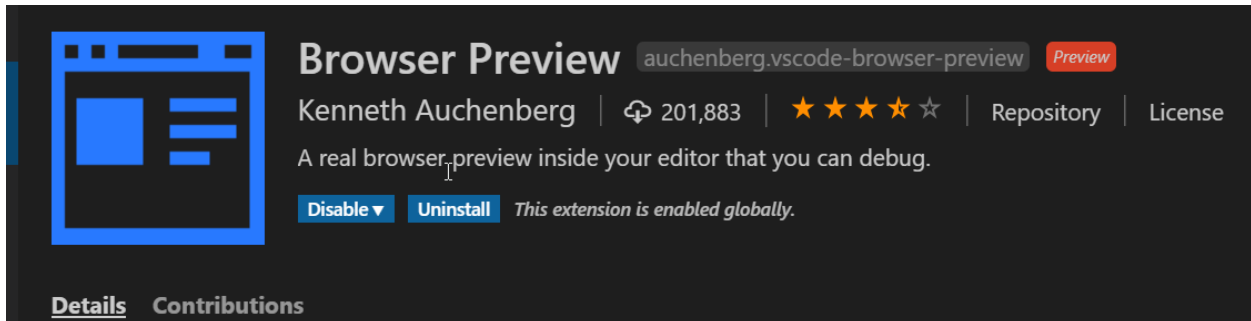 Browser Preview auchenberg.vscode-browser-preview Preview
Kenneth Auchenberg 201,883 Repository License
A real browser preview inside your editor that you can debug.
Disable Uninstall This extension is enabled globally.
Details Contributions